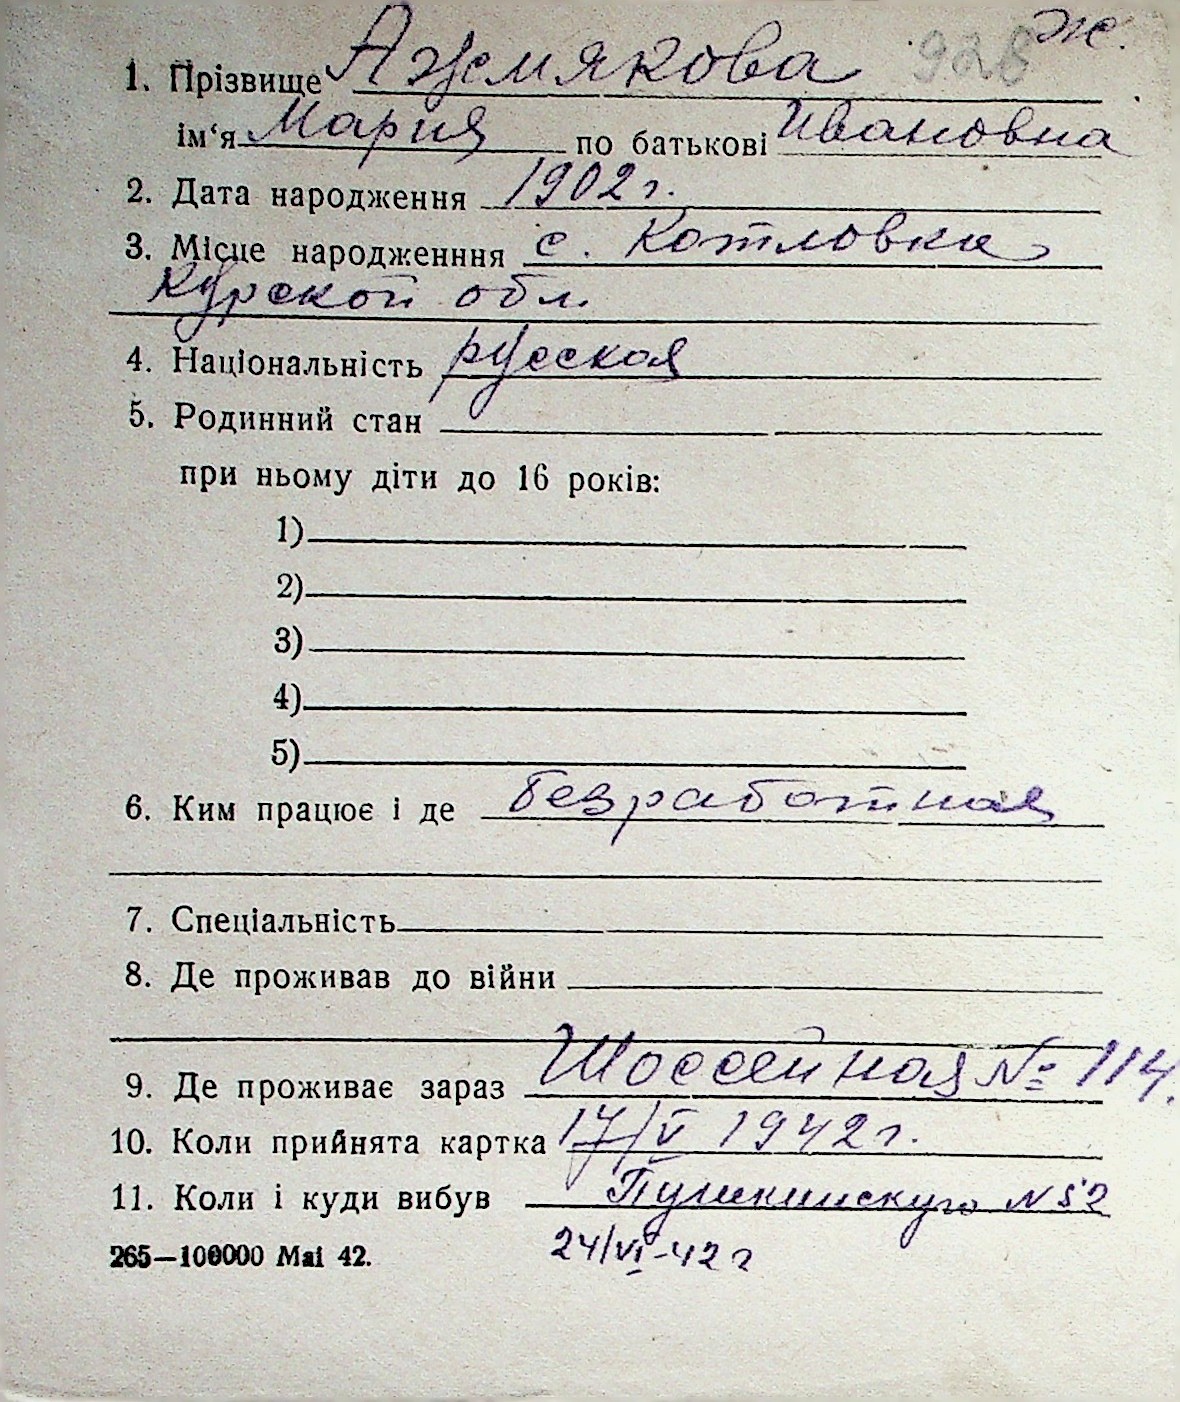 928 Ж.
1. Прізвище Ажемякова
ім‘я Мария по батькові Ивановна
2. Дата народження 1902 г.
3. Місце народженння с. Котловка
Курской обл.
4. Національність русская
5. Родинний стан
при ньому діти до 16 років:
1)
2)
3)
4)
5)
6. Ким працює і де безработная
7. Спеціальність
8. Де проживав до війни
9. Де проживає зараз Шоссейная № 114.
10. Коли прийнята картка 17/V 1942 г.
11. Коли і куди вибув Пушкинскую N 52
265—100000 Mai 42. 24/VI-42 г